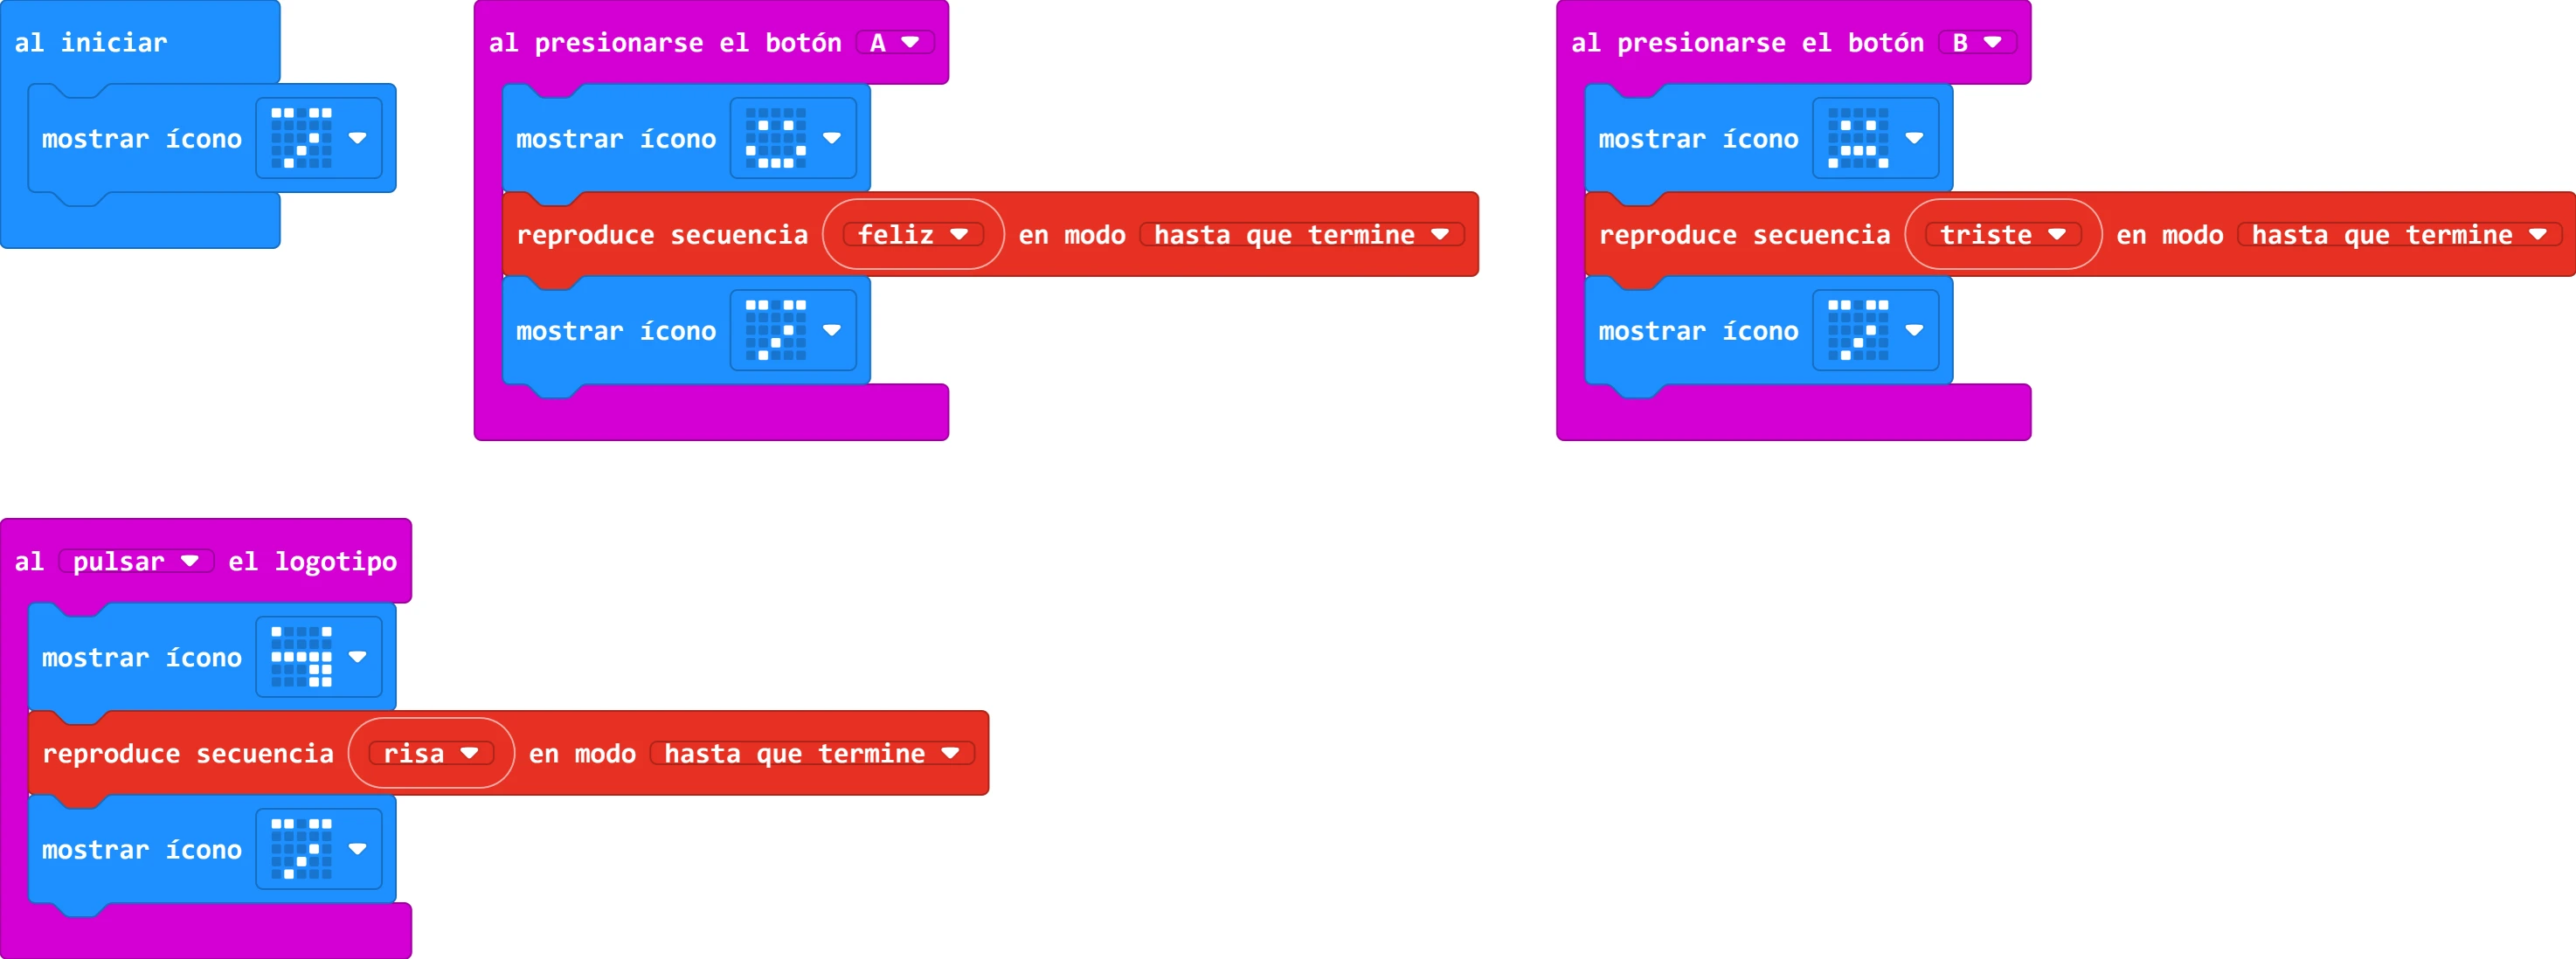 al iniciar
mostrar ícono
al presionarse el botón A
mostrar ícono
reproduce secuencia feliz en modo hasta que termine
mostrar ícono
al presionarse el botón B
mostrar ícono
reproduce secuencia triste en modo hasta que termine
mostrar ícono
al pulsar el logotipo
mostrar ícono
reproduce secuencia risa en modo hasta que termine
mostrar ícono